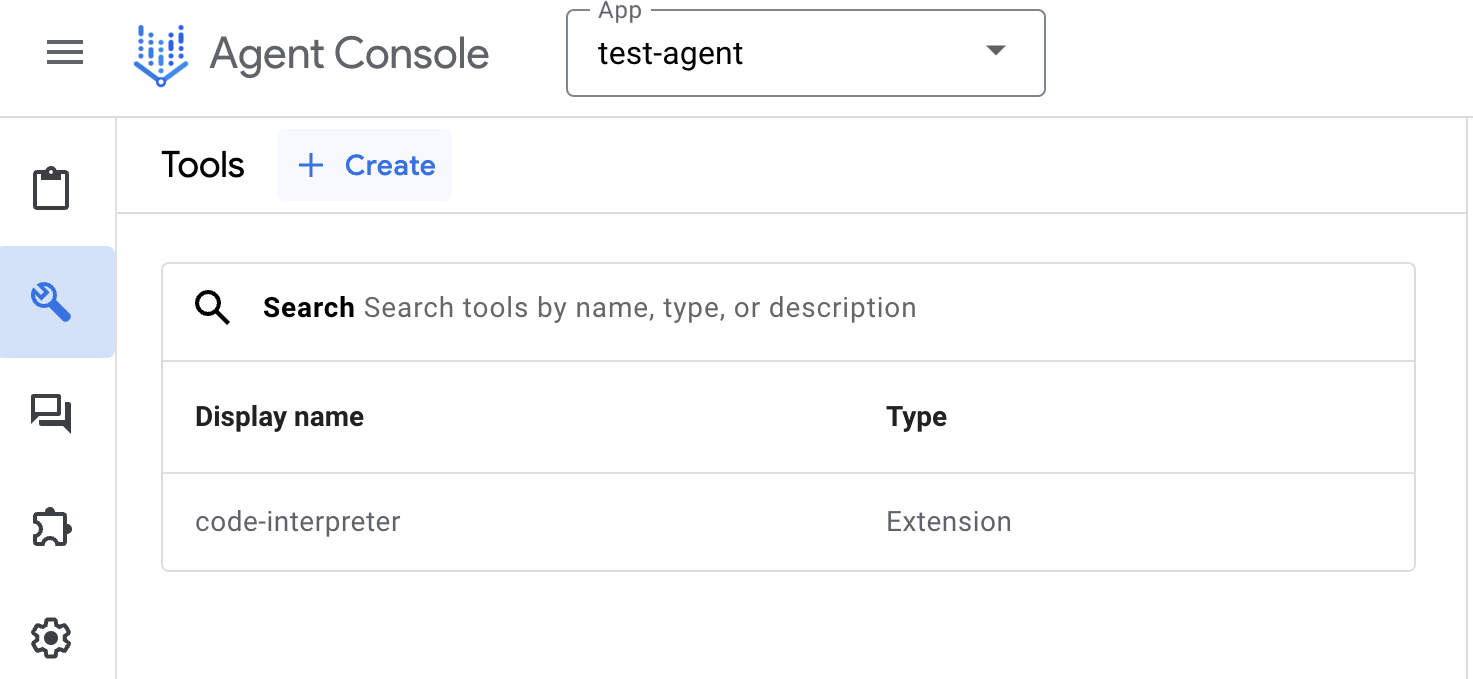 App
Agent Console
test-agent
Tools
Create
Search Search tools by name, type, or description
Display name Type
code-interpreter Extension